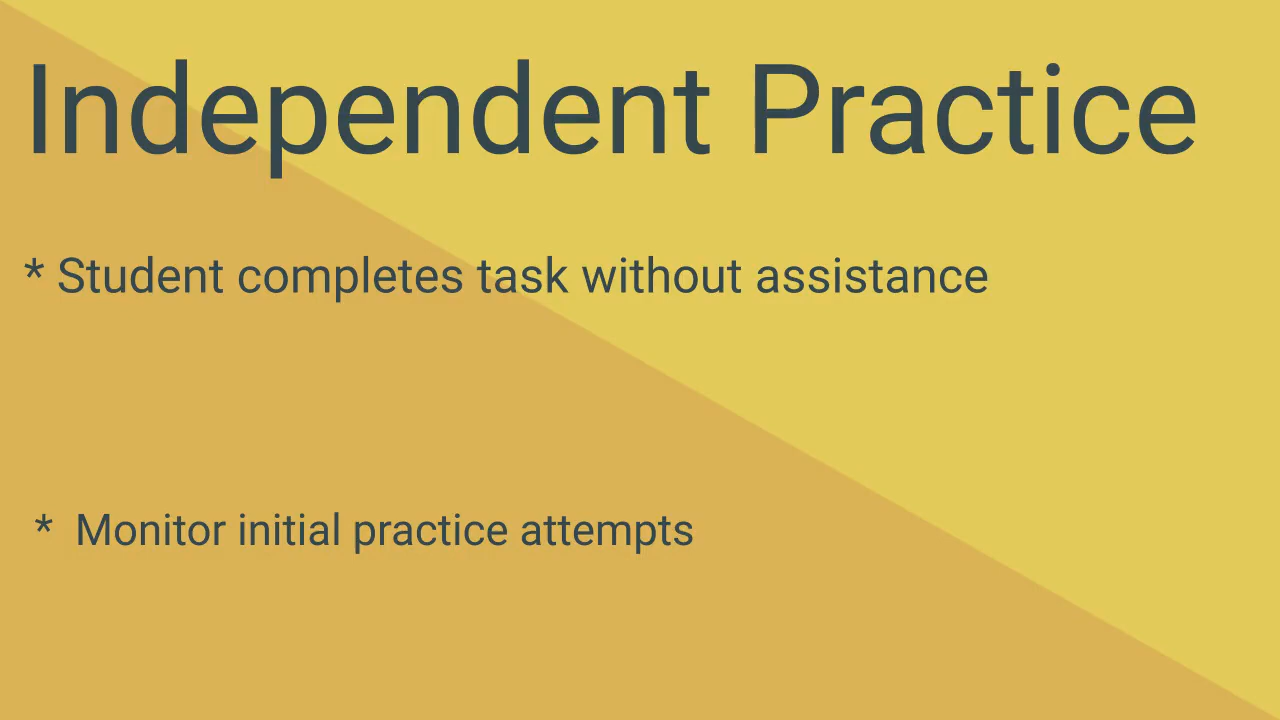 Independent Practice
* Student completes task without assistance
* Monitor initial practice attempts